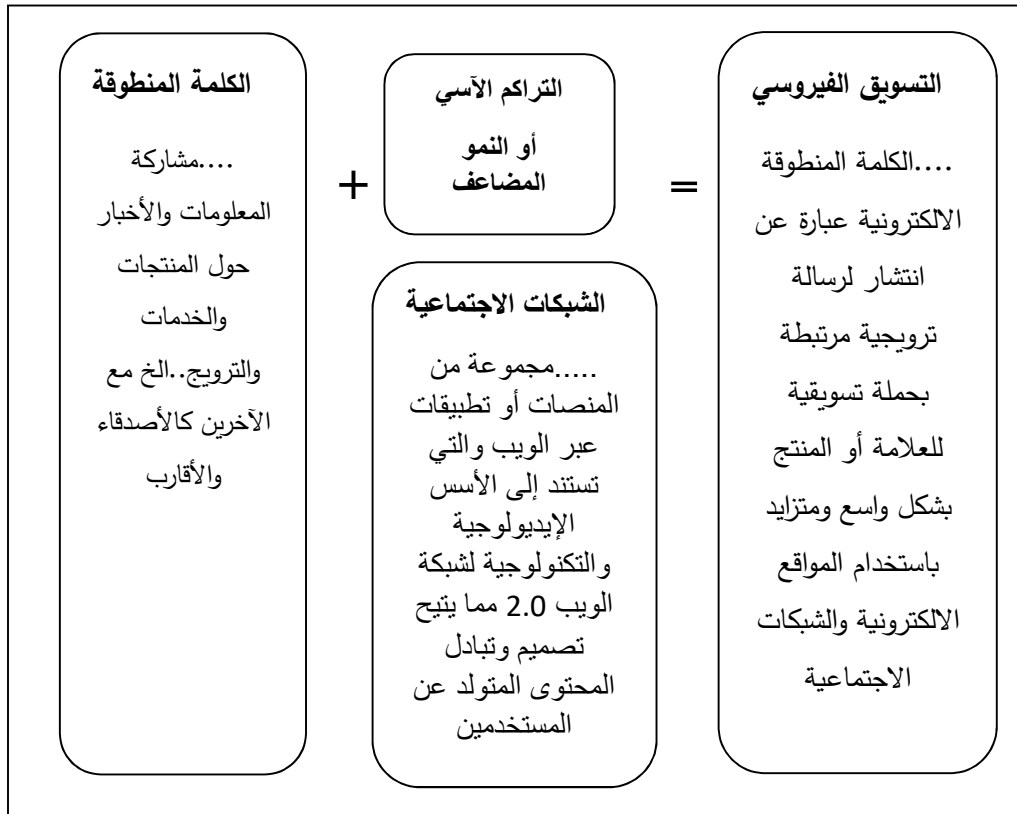 الكلمة المنطوقة
....مشاركة
المعلومات والأخبار
حول المنتجات
والخدمات
والترويج..الخ مع
الآخرين كالأصدقاء
والأقارب
+
التراكم الآسي
أو النمو
المضاعف
الشبكات الاجتماعية
.....مجموعة من
المنصات أو تطبيقات
عبر الويب والتي
تستند إلى الأسس
الإيديولوجية
والتكنولوجية لشبكة
الويب 2.0 مما يتيح
تصميم وتبادل
المحتوى المتولد عن
المستخدمين
=
التسويق الفيروسي
....الكلمة المنطوقة
الالكترونية عبارة عن
انتشار لرسالة
ترويجية مرتبطة
بحملة تسويقية
للعلامة أو المنتج
بشكل واسع ومتزايد
باستخدام المواقع
الالكترونية والشبكات
الاجتماعية